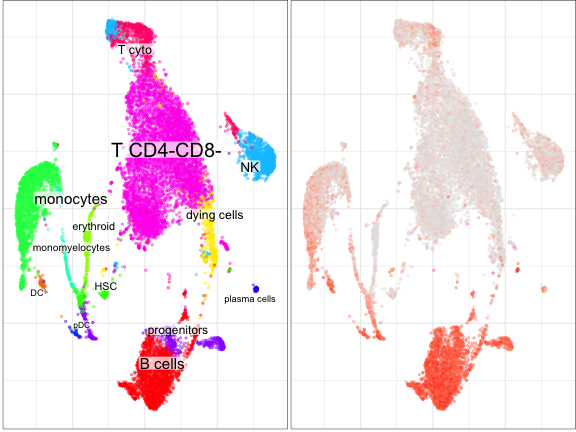 T cyto
T CD4-CD8-
NK
monocytes
dying cells
erythroid
monomyelocytes
HSC
DC
plasma cells
pDC
progenitors
B cells